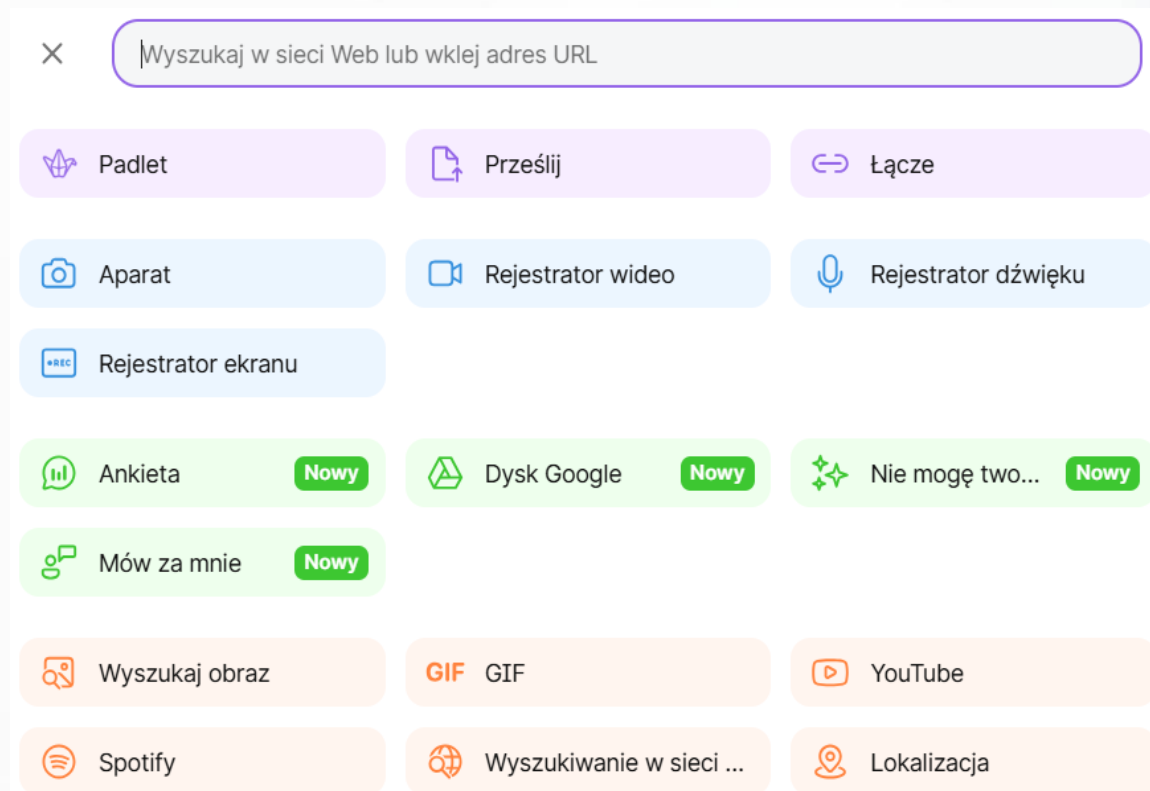 Wyszukaj w sieci Web lub wklej adres URL
Padlet
Prześlij
Łącze
Aparat
Rejestrator wideo
Rejestrator dźwięku
REC
Rejestrator ekranu
Ankieta
Nowy
Dysk Google
Nowy
Nie mogę two...
Nowy
Mów za mnie
Nowy
Wyszukaj obraz
GIF
GIF
YouTube
Spotify
Wyszukiwanie w sieci ...
Lokalizacja